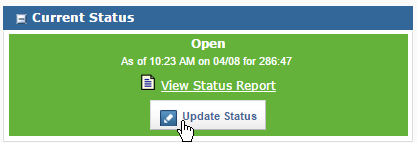 Current Status
Open
As of 10:23 AM on 04/08 for 286:47
View Status Report
Update Status